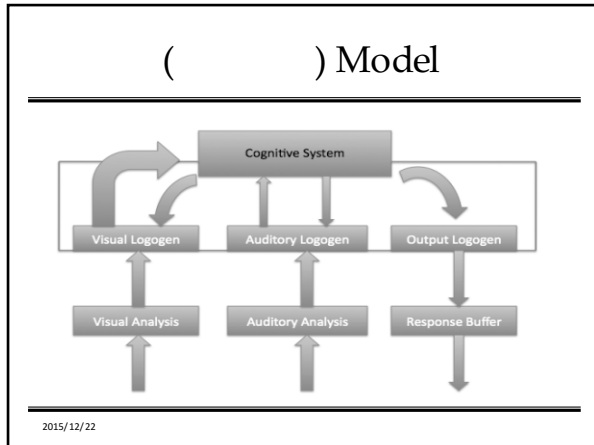 ( ) Model
Cognitive System
Visual Logogen Auditory Logogen Output Logogen
Visual Analysis Auditory Analysis Response Buffer
2015/12/22